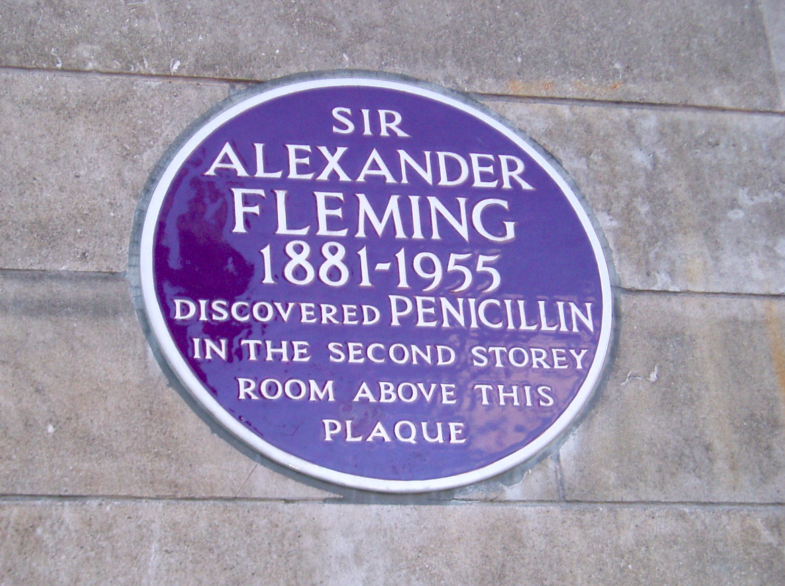 SIR
ALEXANDER
FLEMING
1881-1955
DISCOVERED PENICILLIN
IN THE SECOND STOREY
ROOM ABOVE THIS
PLAQUE